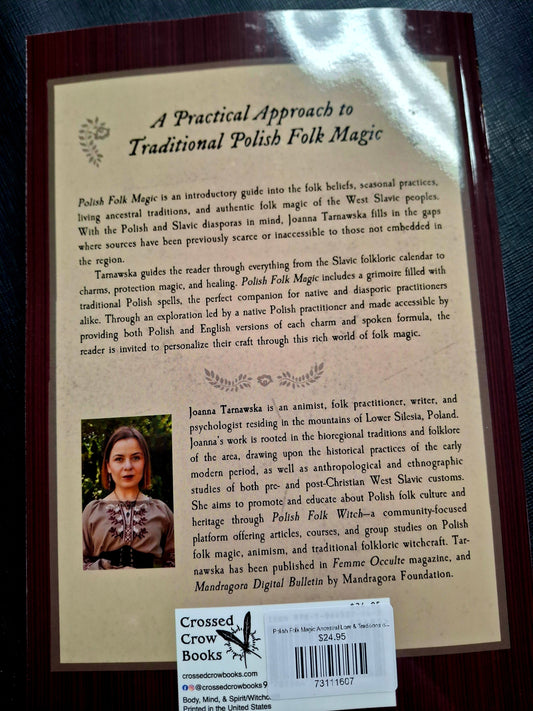 A Practical Approach to
Traditional Polish Folk Magic
Polish Folk Magic is an introductory guide into the folk beliefs, seasonal practices,
living ancestral traditions, and authentic folk magic of the West Slavic peoples.
With the Polish and Slavic diasporas in mind, Joanna Tarnawska fills in the gaps
where sources have been previously scarce or inaccessible to those not embedded in
the region.
Tarnawska guides the reader through everything from the Slavic folkloric calendar to
charms, protection magic, and healing. Polish Folk Magic includes a grimoire filled with
traditional Polish spells, the perfect companion for native and diasporic practitioners
alike. Through an exploration led by a native Polish practitioner and made accessible by
providing both Polish and English versions of each charm and spoken formula, the
reader is invited to personalize their craft through this rich world of folk magic.
Joanna Tarnawska is an animist, folk practitioner, writer, and
psychologist residing in the mountains of Lower Silesia, Poland.
Joanna's work is rooted in the bioregional traditions and folklore
of the area, drawing upon the historical practices of the early
modern period, as well as anthropological and ethnographic
studies of both pre- and post-Christian West Slavic customs.
She aims to promote and educate about Polish folk culture and
heritage through Polish Folk Witch—a community-focused
platform offering articles, courses, and group studies on Polish
folk magic, animism, and traditional folkloric witchcraft. Tar-
nawska has been published in Femme Occulte magazine, and
Mandragora Digital Bulletin by Mandragora Foundation.
Crossed
Crow
Books
crossedcrowbooks.com
@crossedcrowbooks
Body, Mind, & Spirit/Witchc
Printed in the United States
Polish Folk Magic: Ancestral Lore & Traditions o...
$24.95
73111607